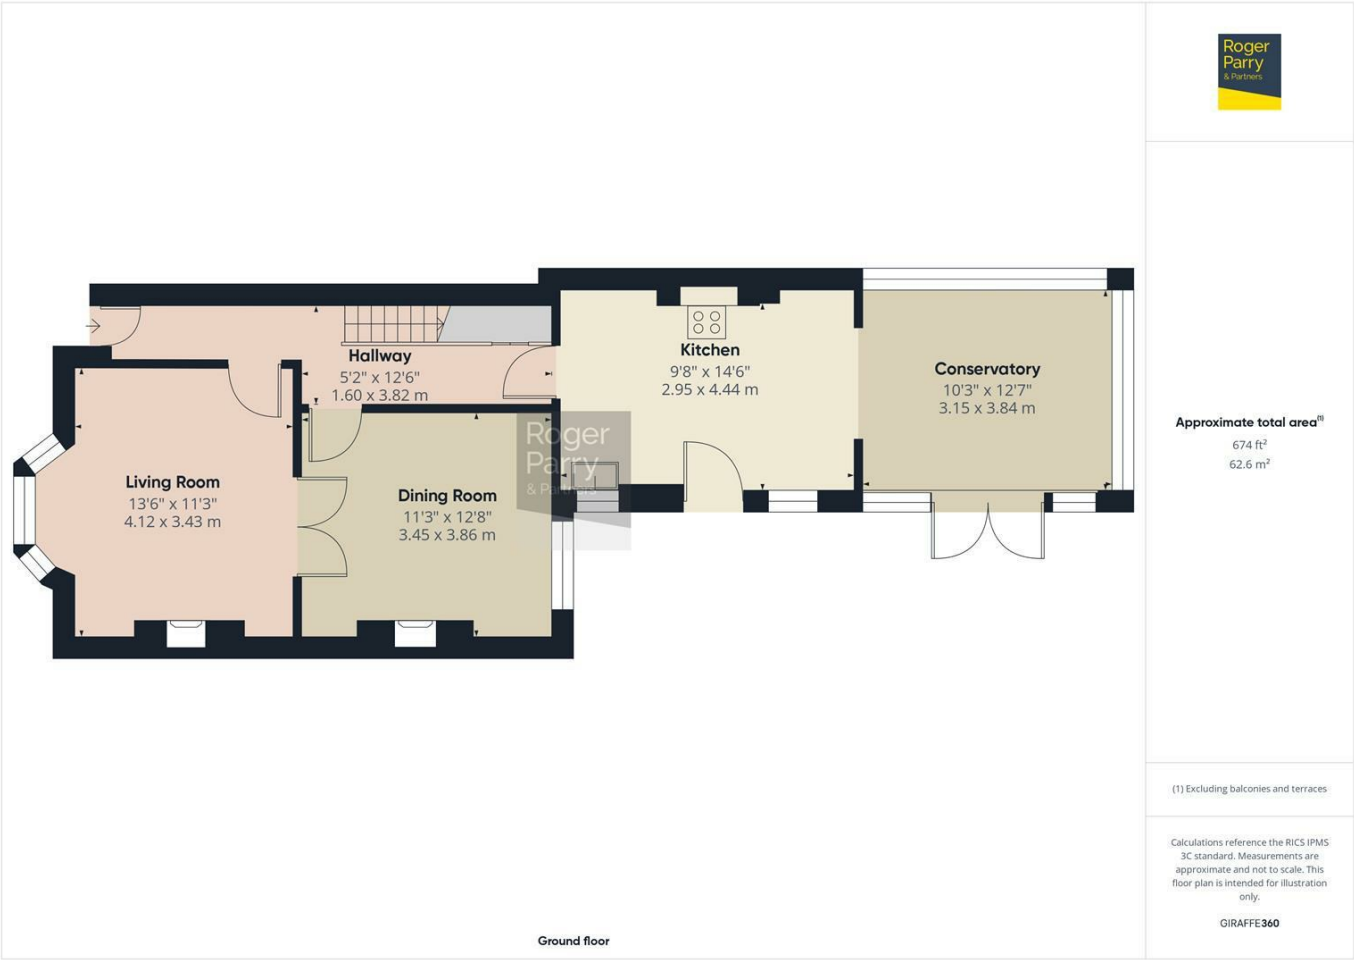 Roger
Parry
& Partners
Hallway
5'2" x 12'6"
1.60 x 3.82 m
Kitchen
9'8" x 14'6"
2.95 x 4.44 m
Conservatory
10'3" x 12'7"
3.15 x 3.84 m
Living Room
13'6" x 11'3"
4.12 x 3.43 m
Dining Room
11'3" x 12'8"
3.45 x 3.86 m
Roger
Parry
& Partners
Approximate total area(1)
674 ft²
62.6 m²
(1) Excluding balconies and terraces
Calculations reference the RICS IPMS
3C standard. Measurements are
approximate and not to scale. This
floor plan is intended for illustration
only.
GIRAFFE360
Ground floor